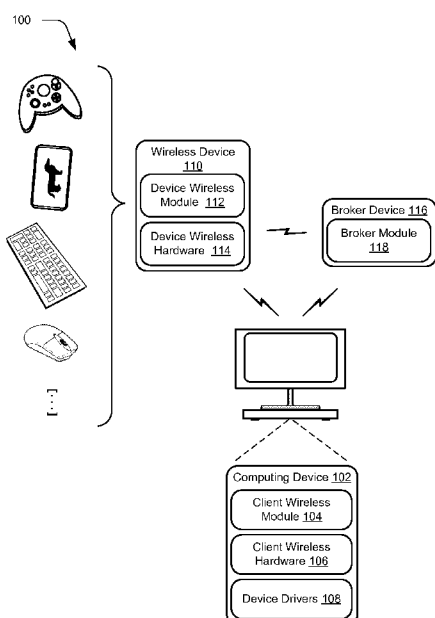 100
Wireless Device
110
Device Wireless
Module 112
Device Wireless
Hardware 114
Broker Device 116
Broker Module
118
Computing Device 102
Client Wireless
Module 104
Client Wireless
Hardware 106
Device Drivers 108